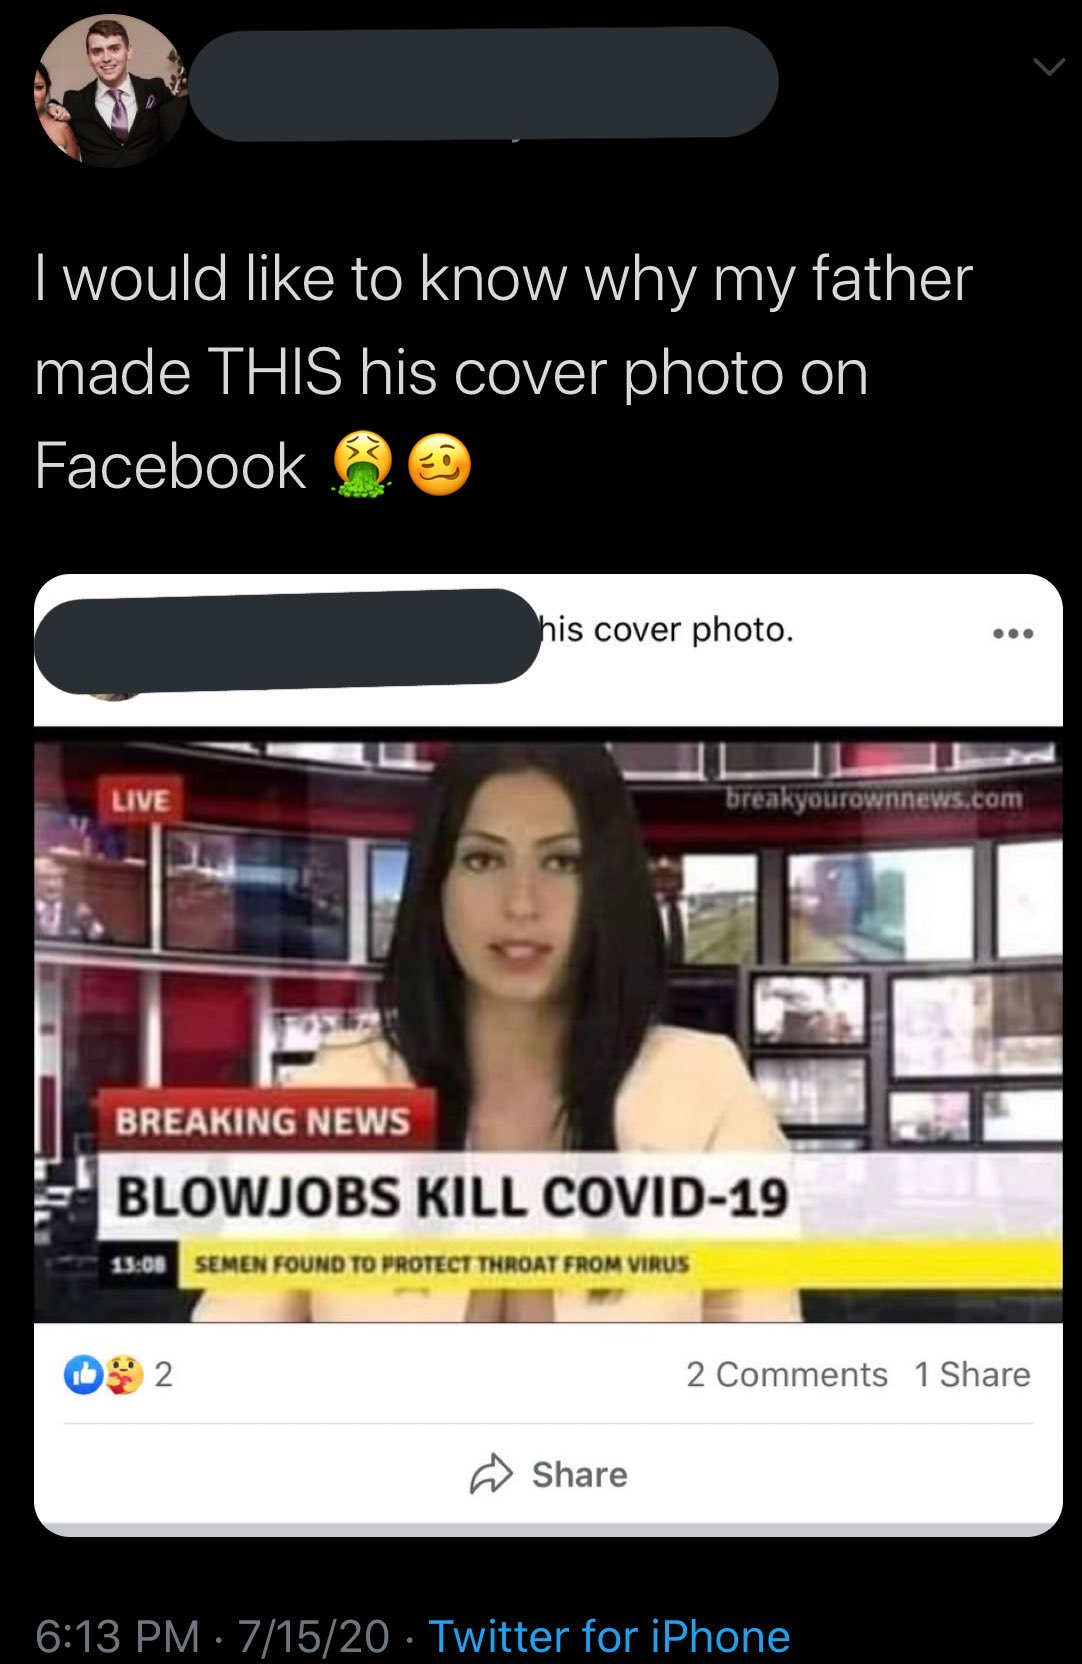 I would like to know why my father
made THIS his cover photo on
Facebook 🤮🥴
his cover photo.
LIVE
breakyourownnews.com
BREAKING NEWS
BLOWJOBS KILL COVID-19
13:08 SEMEN FOUND TO PROTECT THROAT FROM VIRUS
2 2 Comments 1 Share
Share
6:13 PM · 7/15/20 · Twitter for iPhone